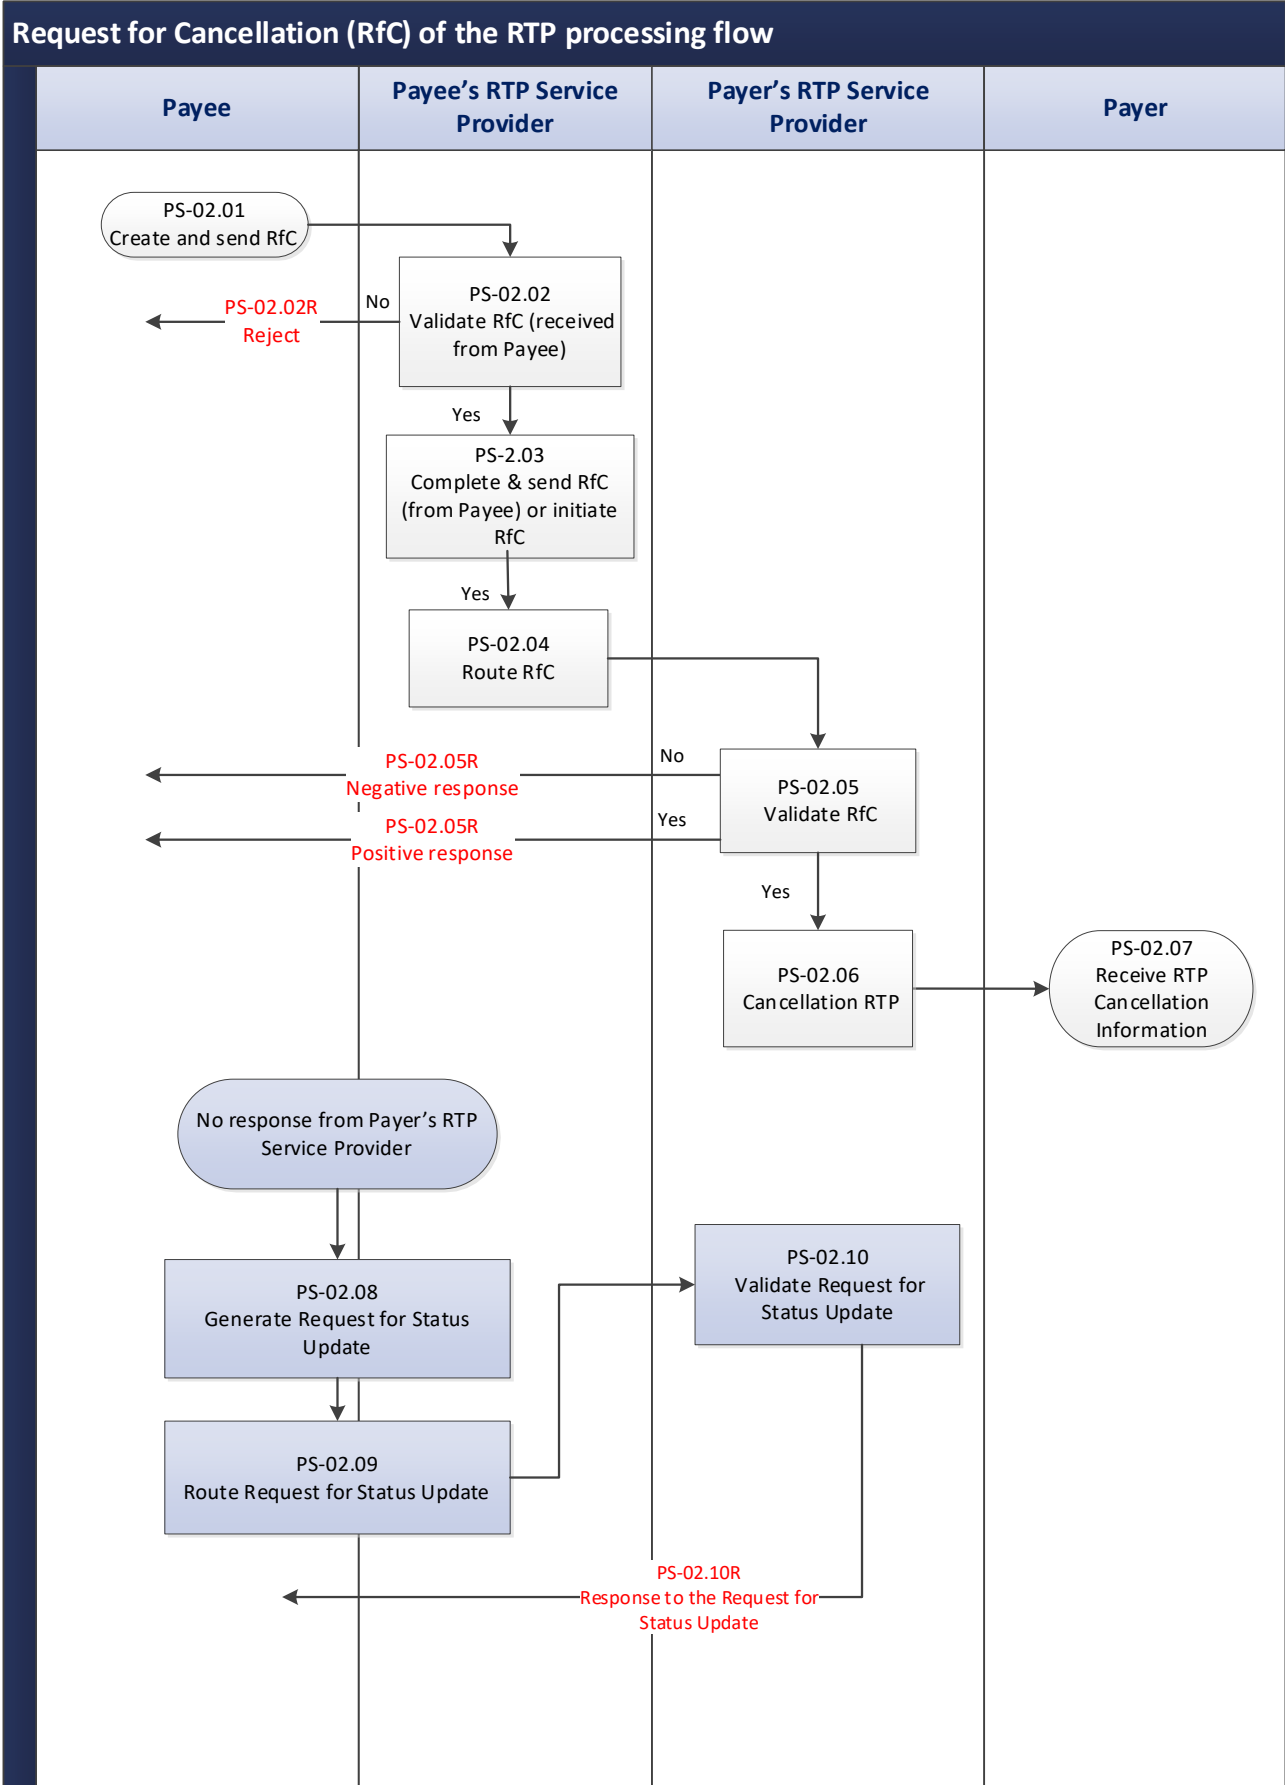 Request for Cancellation (RfC) of the RTP processing flow
Payee
Payee’s RTP Service
Provider
Payer’s RTP Service
Provider
Payer
PS-02.01
Create and send RfC
PS-02.02
Validate RfC (received
from Payee)
No
PS-02.02R
Reject
Yes
PS-2.03
Complete & send RfC
(from Payee) or initiate
RfC
Yes
PS-02.04
Route RfC
No
PS-02.05R
Negative response
PS-02.05
Validate RfC
Yes
PS-02.05R
Positive response
Yes
PS-02.06
Cancellation RTP
PS-02.07
Receive RTP
Cancellation
Information
No response from Payer’s RTP
Service Provider
PS-02.08
Generate Request for Status
Update
PS-02.10
Validate Request for
Status Update
PS-02.09
Route Request for Status Update
PS-02.10R
Response to the Request for
Status Update